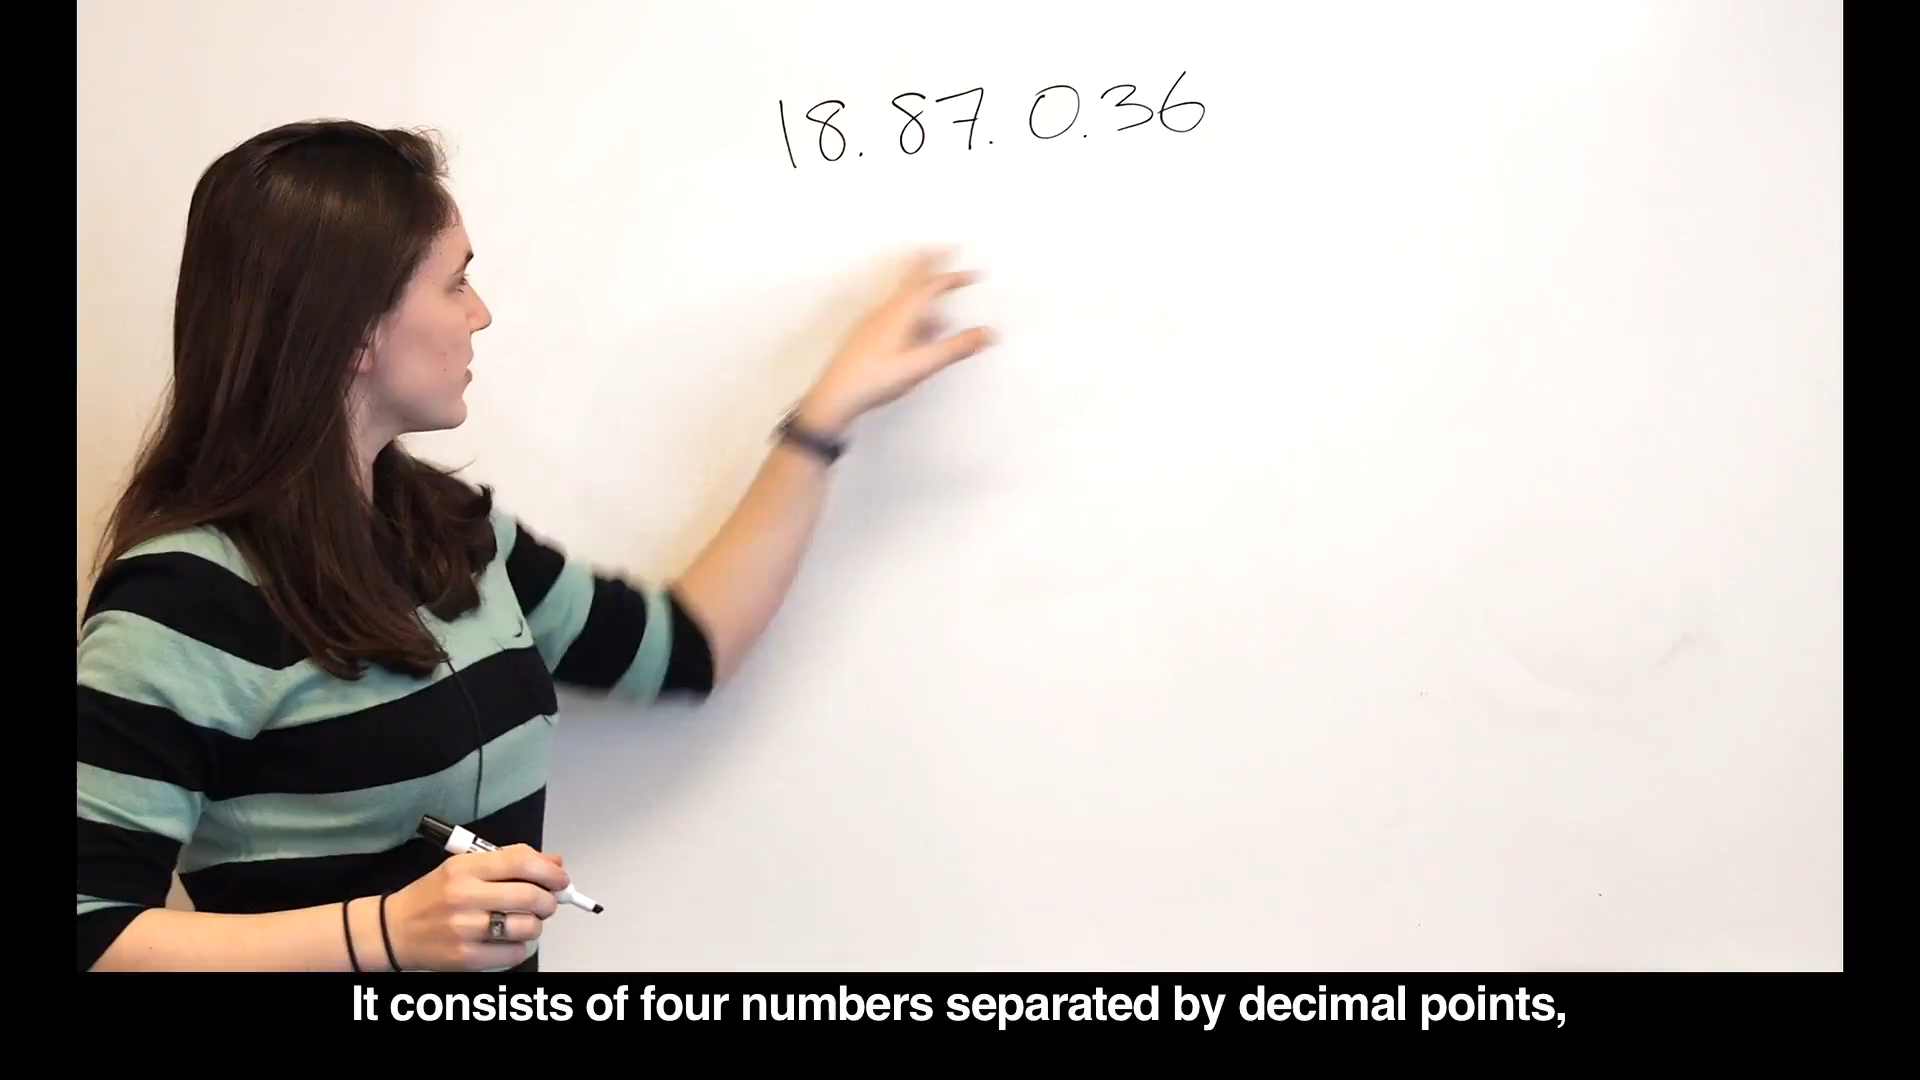 18.87.0.36
It consists of four numbers separated by decimal points,